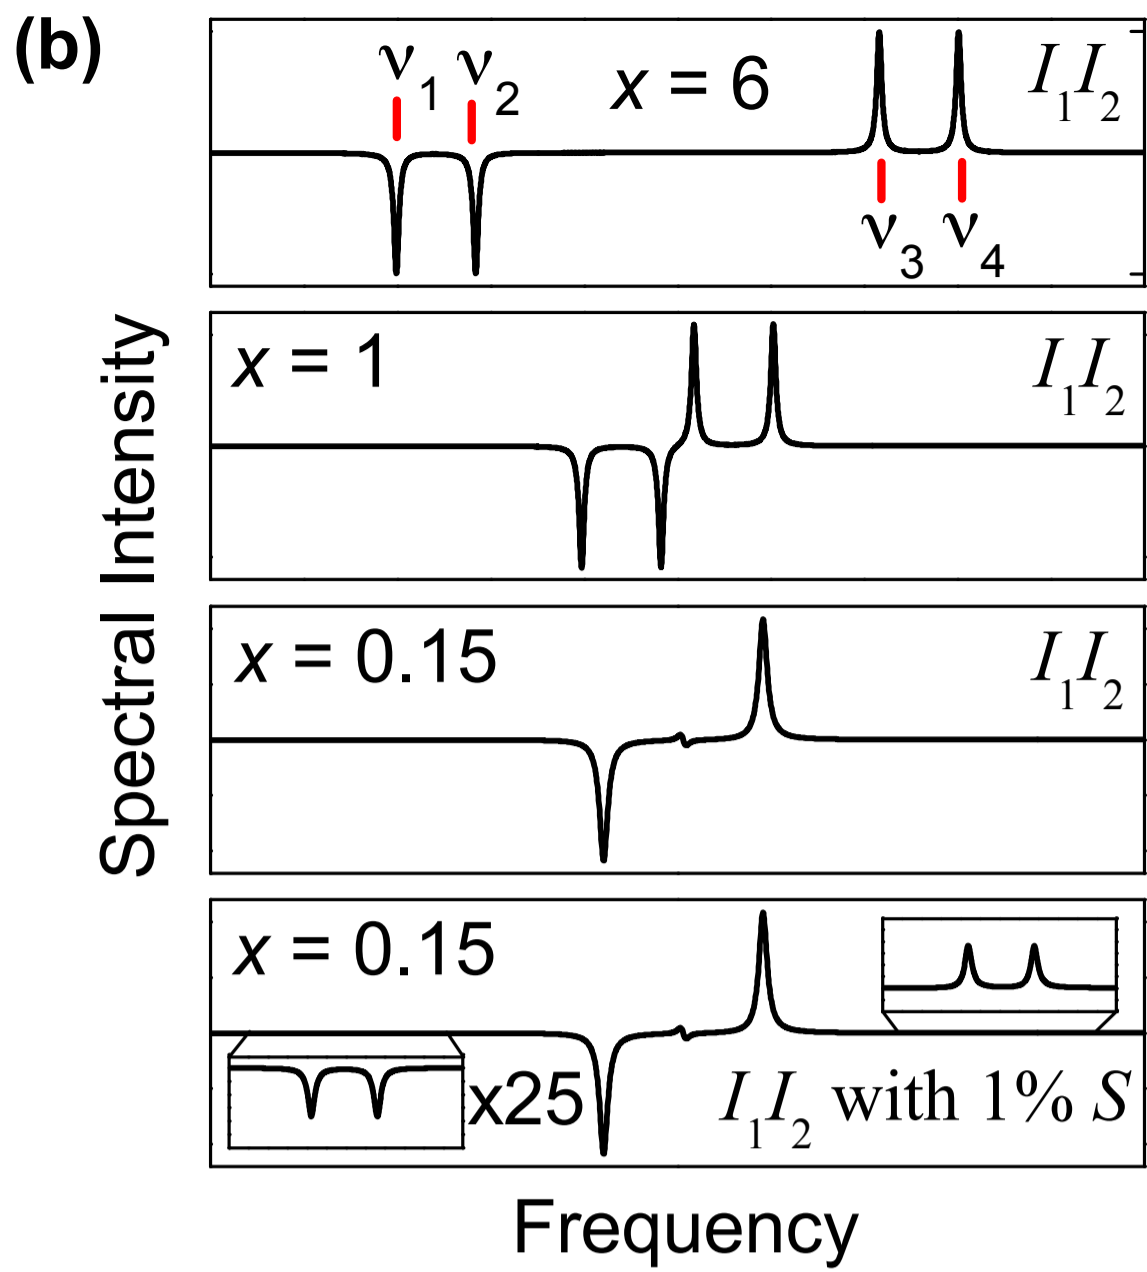 (b)
ν1 ν2 x = 6 I1I2
ν3 ν4
x = 1 I1I2
x = 0.15 I1I2
x = 0.15
x25 I1I2 with 1% S
Spectral Intensity
Frequency